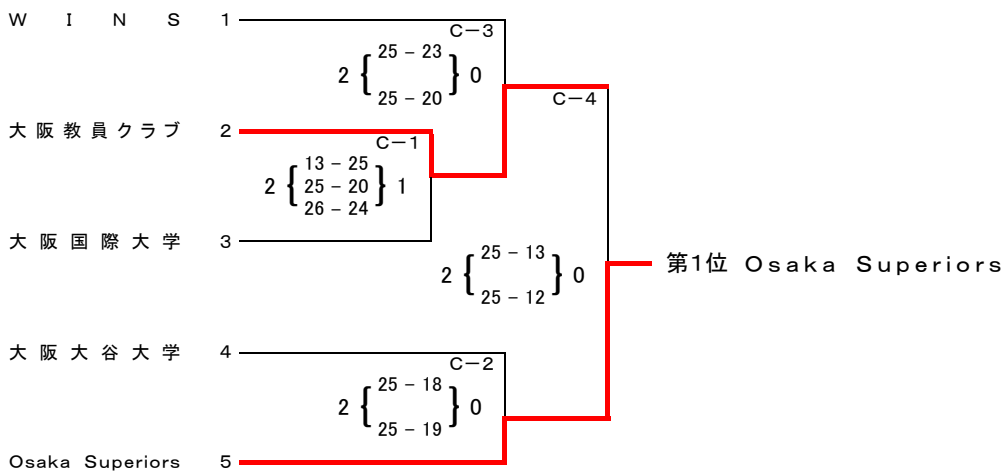 W I N S 1
C-3
25 − 23
2 { } 0
25 − 20
C-4
大阪教員クラブ 2
C-1
13 − 25
2 { 25 − 20 } 1
26 − 24
大阪国際大学 3
25 − 13
2 { } 0
25 − 12
第1位 Osaka Superiors
大阪大谷大学 4
C-2
25 − 18
2 { } 0
25 − 19
Osaka Superiors 5